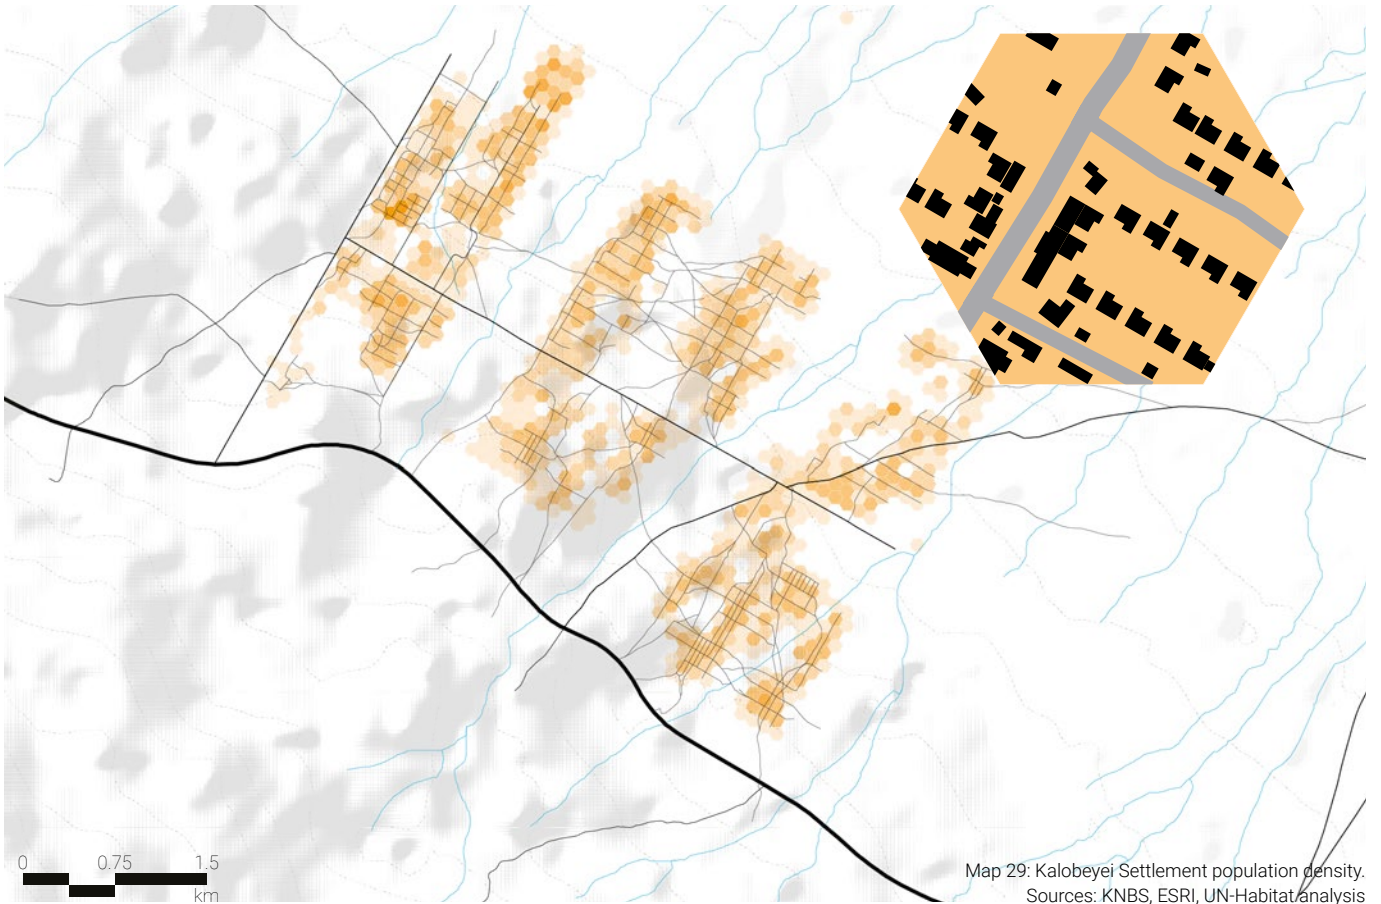 0 0.75 1.5
km
Map 29: Kalobeyei Settlement population density.
Sources: KNBS, ESRI, UN-Habitat analysis